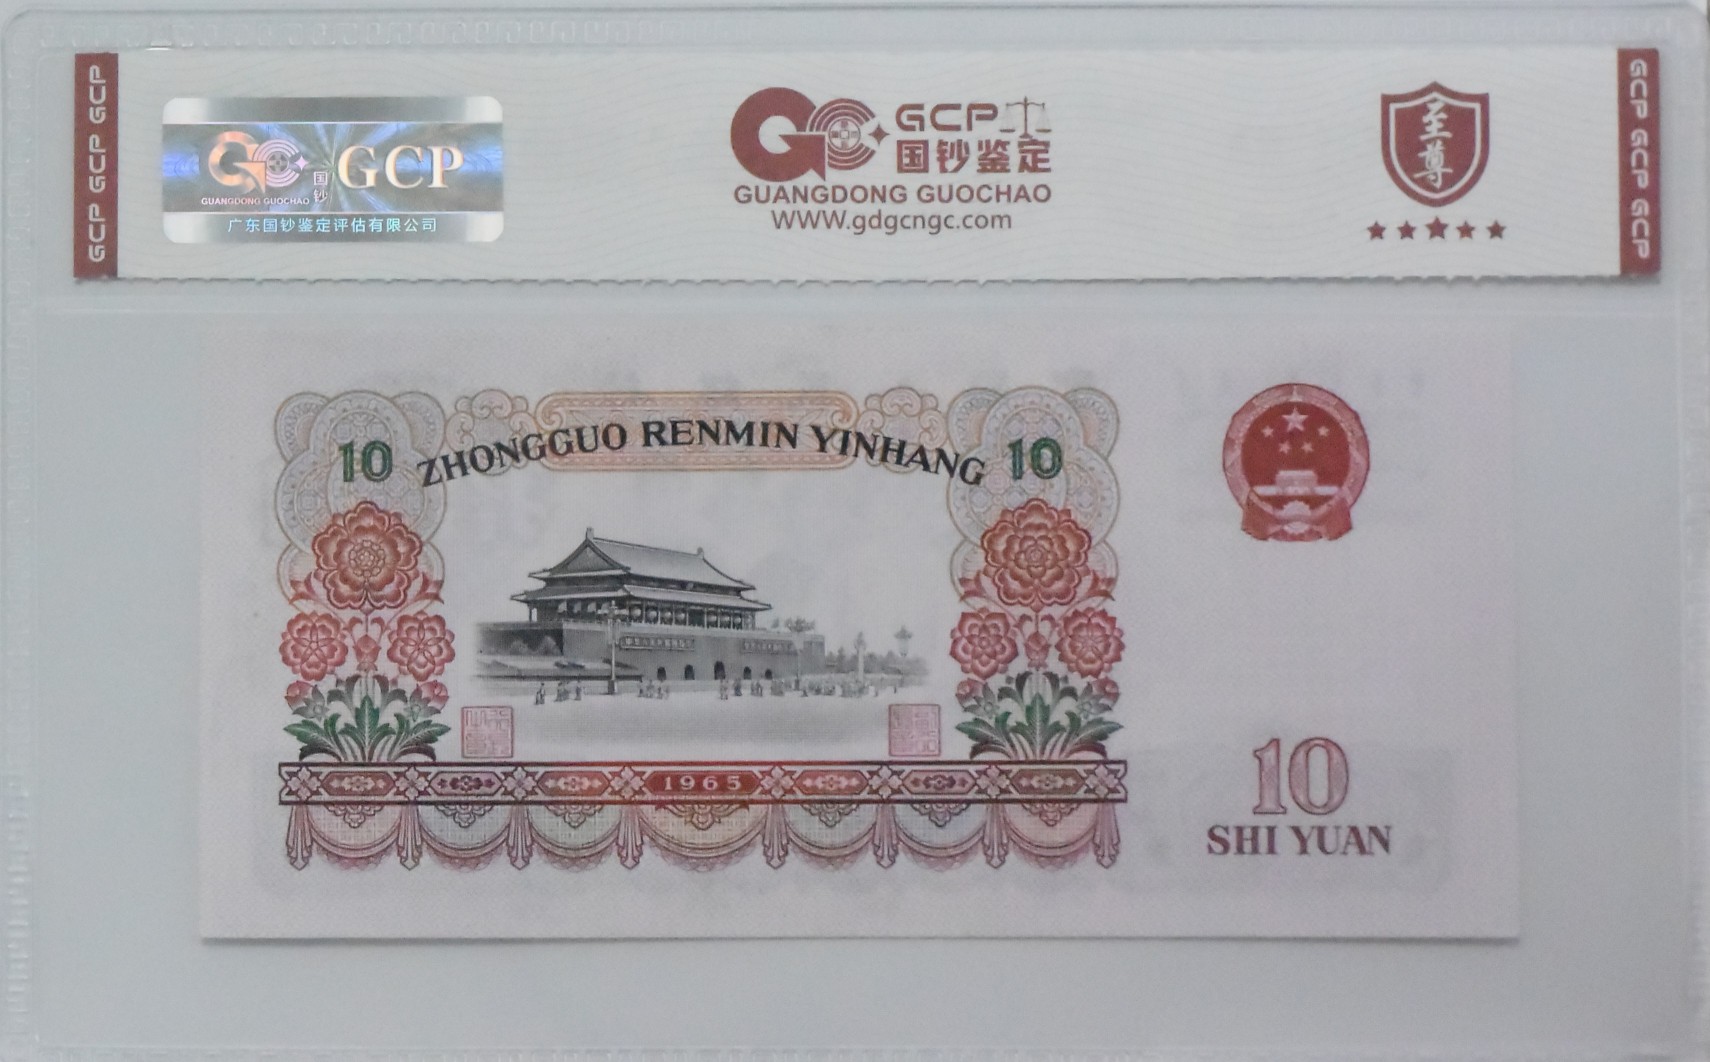 GCP GCP GCP
GCP
国钞
GUANGDONG GUOCHAO
广东国钞鉴定评估有限公司
GCP
国钞鉴定
GUANGDONG GUOCHAO
WWW.gdgcngc.com
至尊
GCP GCP GCP
10 ZHONGGUO RENMIN YINHANG 10
1965
10
SHI YUAN